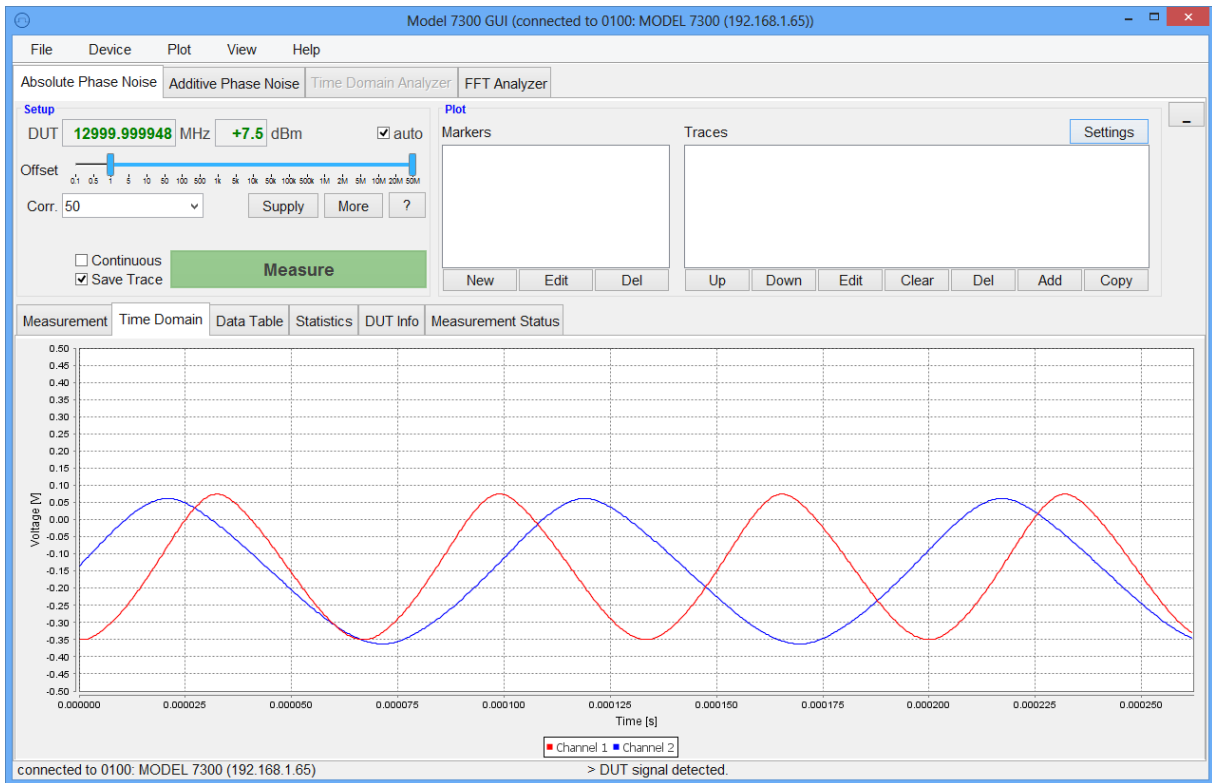 Model 7300 GUI (connected to 0100: MODEL 7300 (192.168.1.65))
File Device Plot View Help
Absolute Phase Noise Additive Phase Noise Time Domain Analyzer FFT Analyzer
Setup
DUT 12999.999948 MHz +7.5 dBm auto
Offset
0.1 0.5 1 5 10 50 100 500 1k 5k 10k 50k 100k 500k 1M 2M 5M 10M 20M 50M
Corr. 50 Supply More ?
Continuous
Save Trace
Measure
Plot
Markers Traces Settings
New Edit Del Up Down Edit Clear Del Add Copy
Measurement Time Domain Data Table Statistics DUT Info Measurement Status
Voltage [V]
0.50
0.45
0.40
0.35
0.30
0.20
0.15
0.10
0.05
0.00
-0.05
-0.10
-0.15
-0.20
-0.25
-0.30
-0.35
-0.40
-0.45
-0.50
0.000000 0.000025 0.000050 0.000075 0.000100 0.000125 0.000150 0.000175 0.000200 0.000225 0.000250
Time [s]
Channel 1 Channel 2
connected to 0100: MODEL 7300 (192.168.1.65) > DUT signal detected.